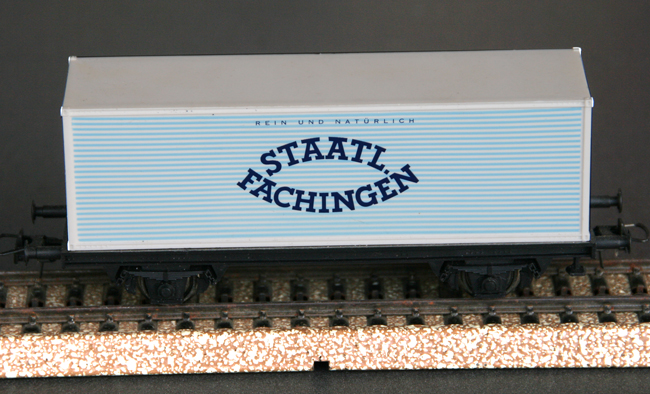 REIN UND NATÜRLICH
STAATL.
FACHINGEN